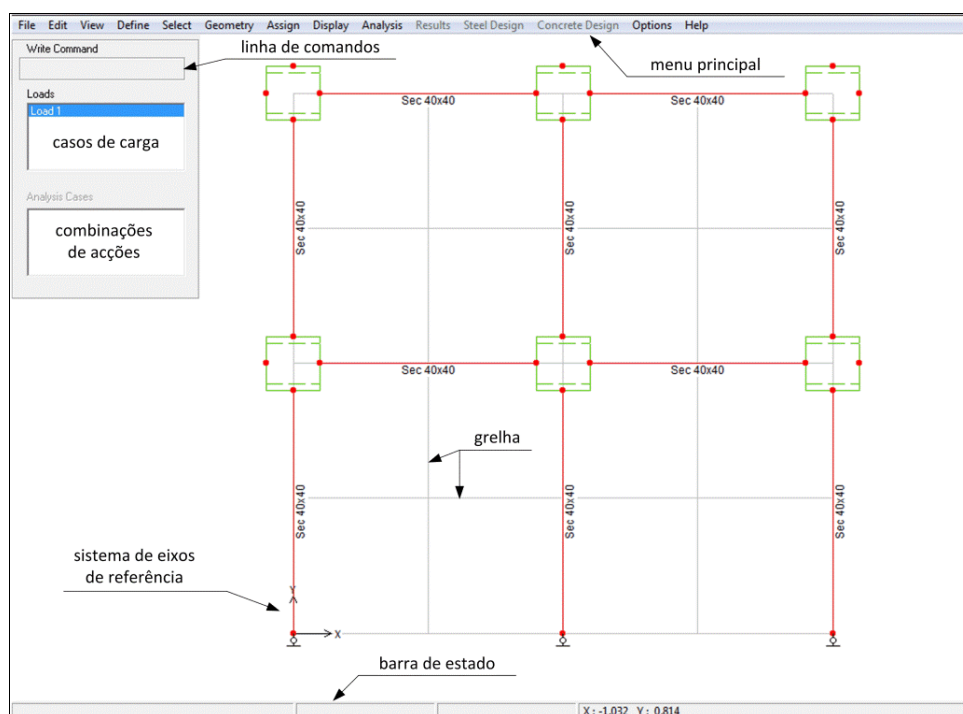 File Edit View Define Select Geometry Assign Display Analysis Results Steel Design Concrete Design Options Help
Write Command
linha de comandos
menu principal
Loads
Load 1
casos de carga
Analysis Cases
combinações
de acções
Sec 40x40
Sec 40x40
Sec 40x40
Sec 40x40
Sec 40x40
Sec 40x40
Sec 40x40
grelha
Sec 40x40
Sec 40x40
Sec 40x40
sistema de eixos
de referência
Y
X
barra de estado
X : -1.032 Y : 0.814